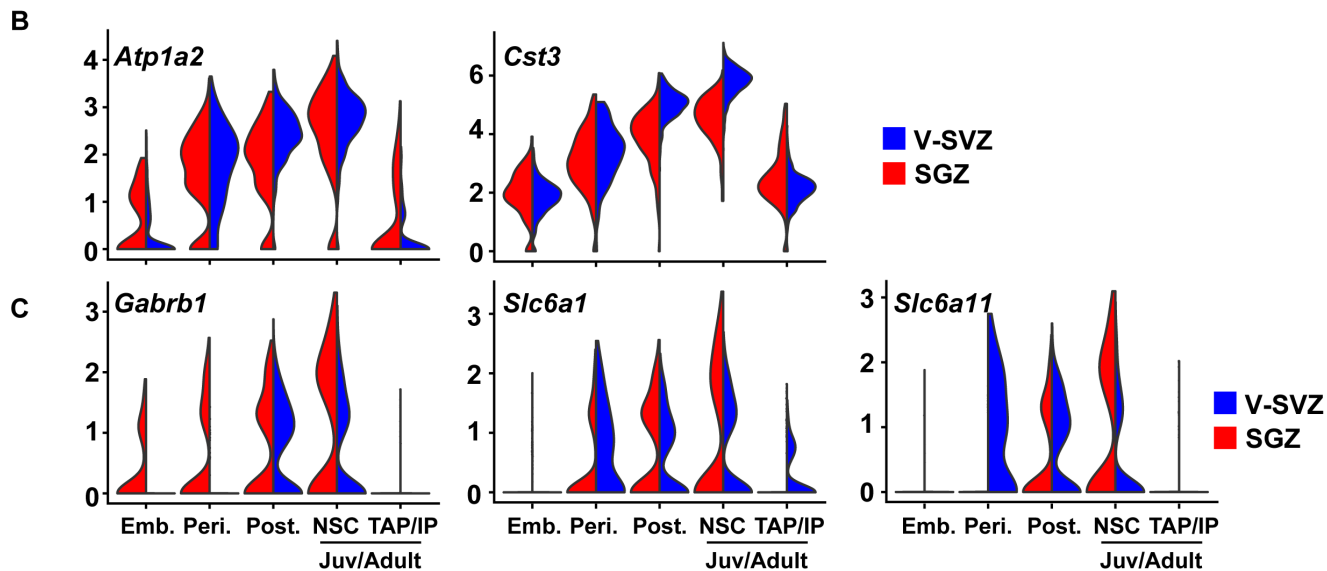 B
Atp1a2
4
3
2
1
0
Cst3
6
4
2
0
V-SVZ
SGZ
C
Gabrb1
3
2
1
0
Emb. Peri. Post. NSC TAP/IP
Juv/Adult
Slc6a1
3
2
1
0
Emb. Peri. Post. NSC TAP/IP
Juv/Adult
Slc6a11
3
2
1
0
Emb. Peri. Post. NSC TAP/IP
Juv/Adult
V-SVZ
SGZ